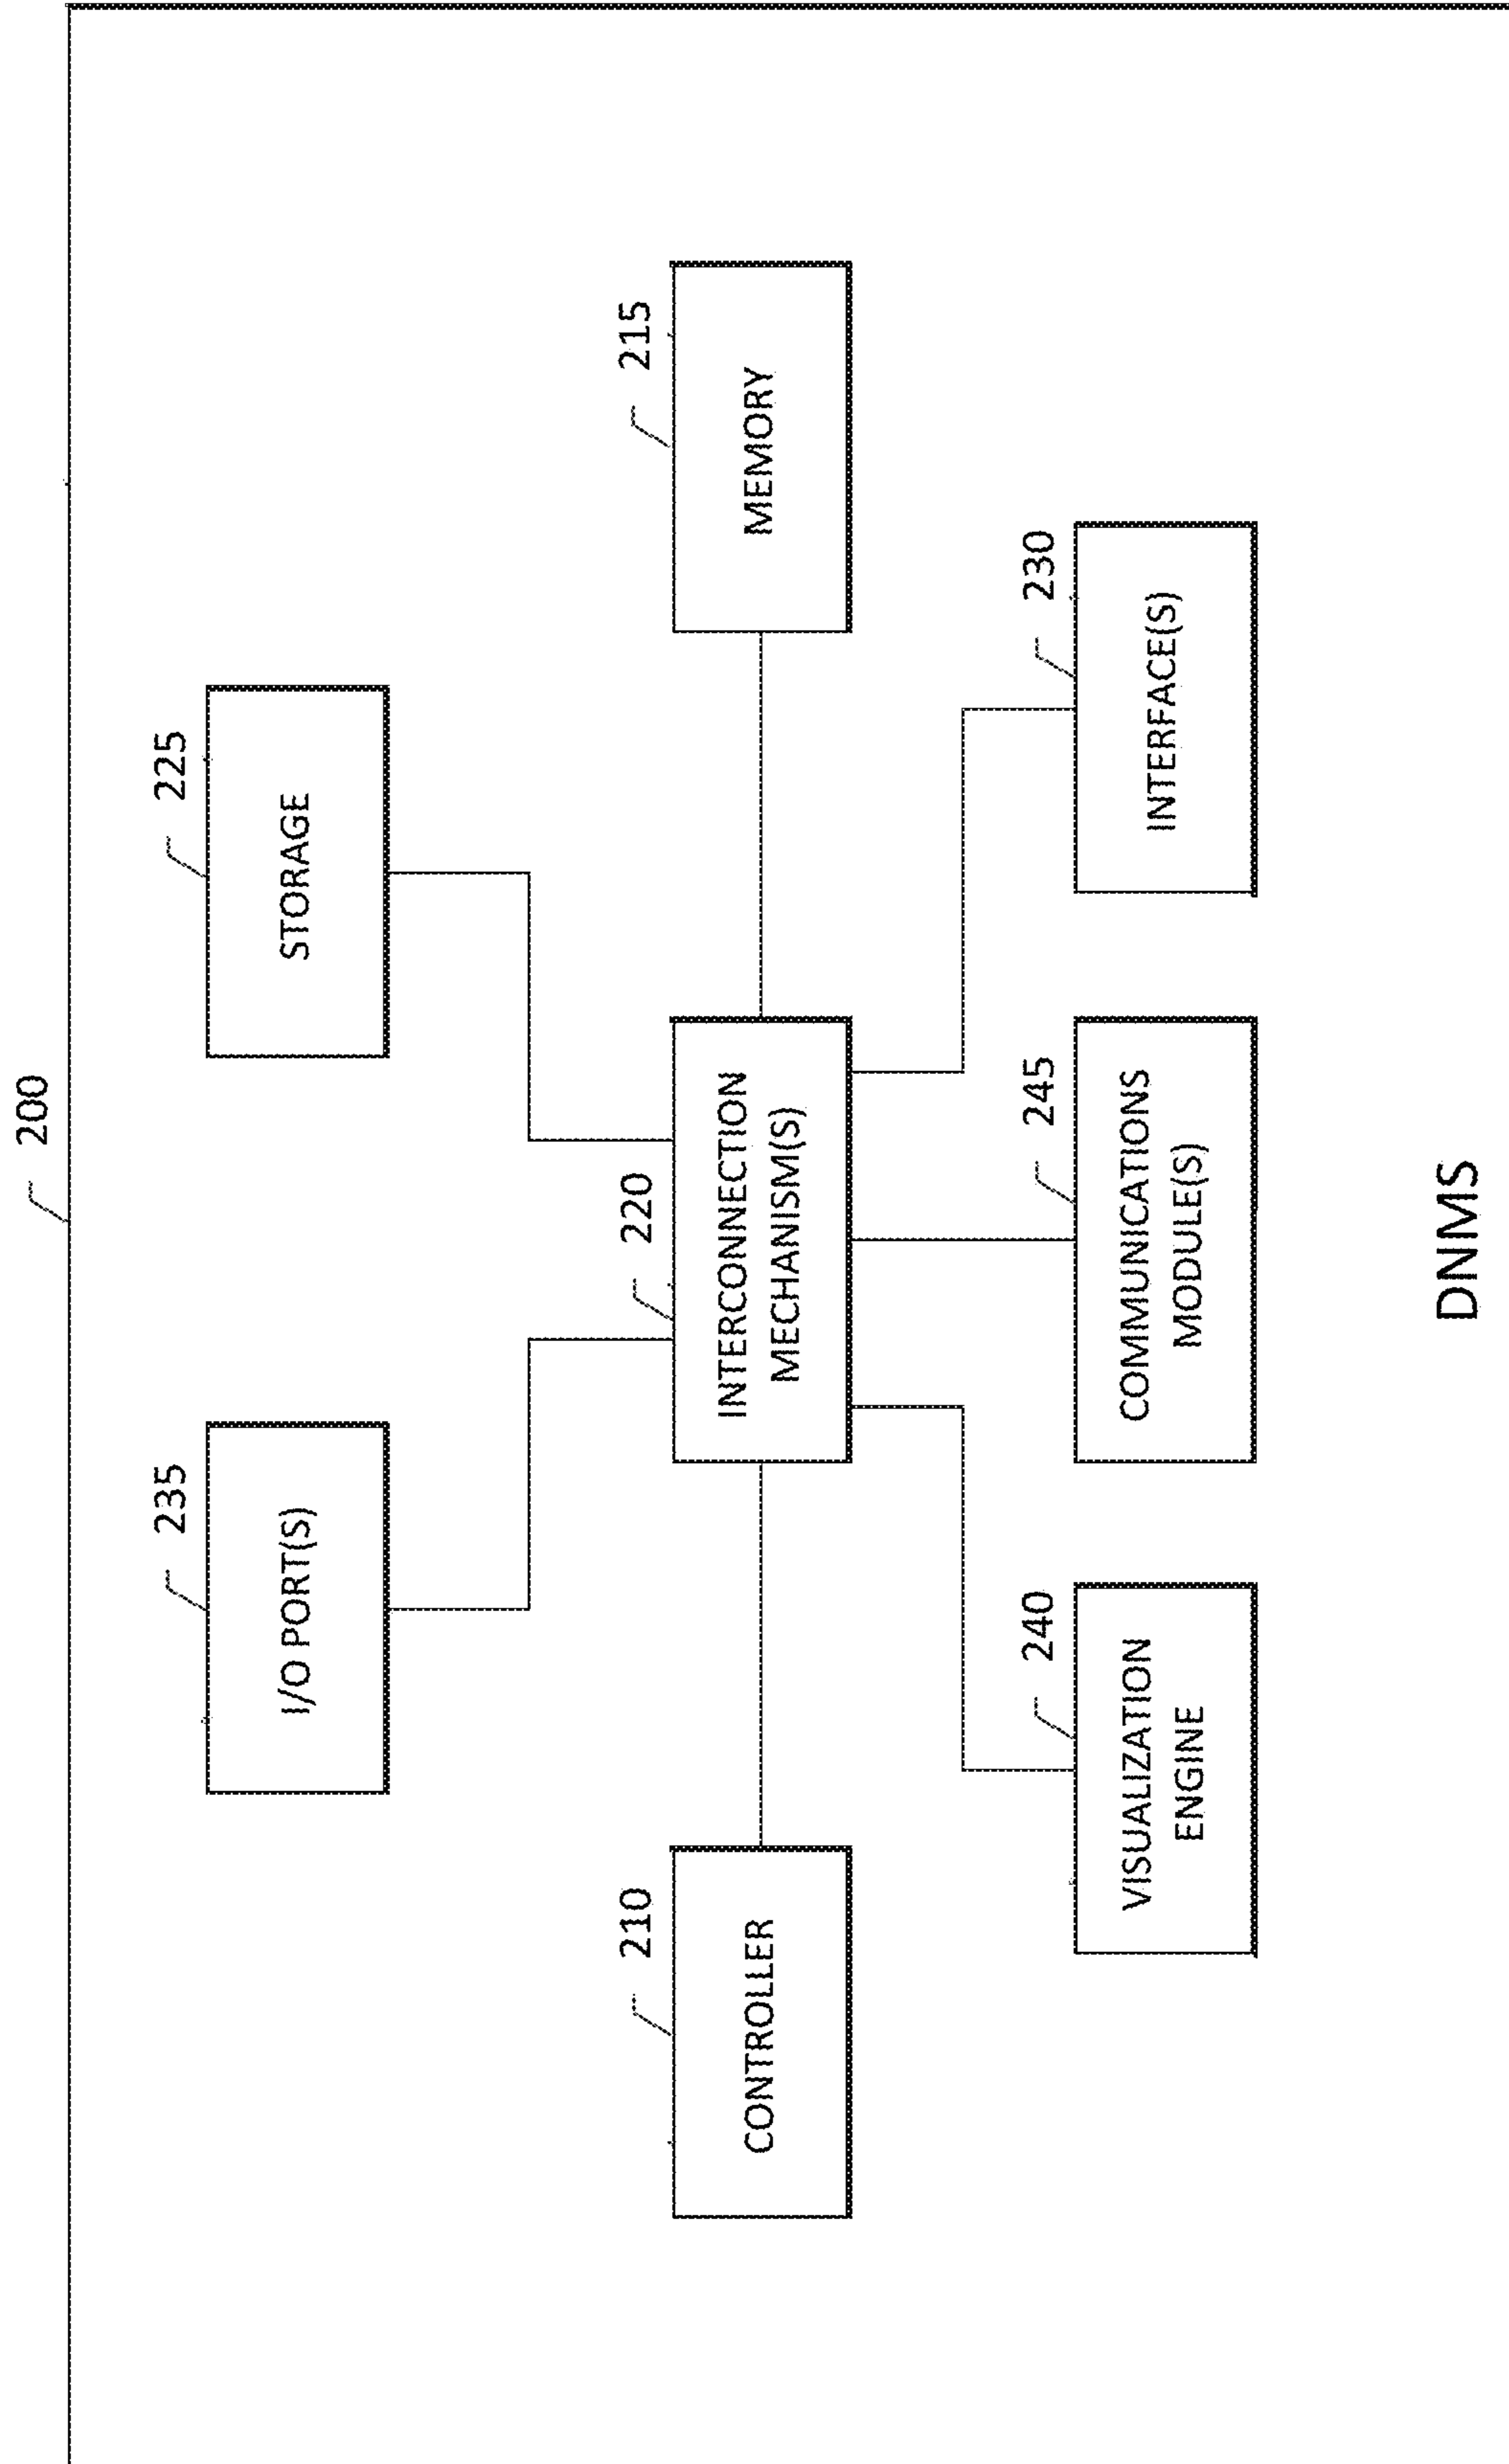 200
235
I/O PORT(S)
225
STORAGE
210
CONTROLLER
220
INTERCONNECTION
MECHANISM(S)
215
MEMORY
240
VISUALIZATION
ENGINE
245
COMMUNICATIONS
MODULE(S)
230
INTERFACE(S)
DNMS